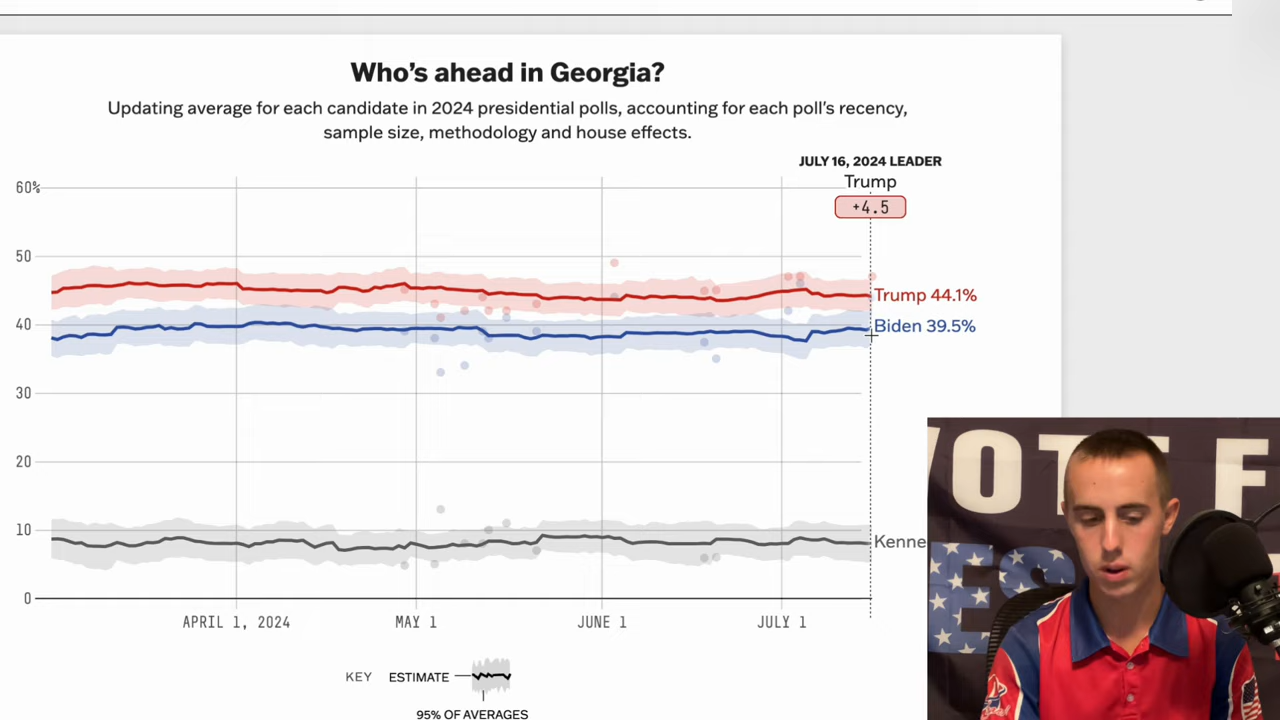 Who's ahead in Georgia?
Updating average for each candidate in 2024 presidential polls, accounting for each poll's recency,
sample size, methodology and house effects.
JULY 16, 2024 LEADER
Trump
+4.5
60%
50
40
30
20
10
0
Trump 44.1%
Biden 39.5%
Kenne
APRIL 1, 2024
MAY 1
JUNE 1
JULY 1
KEY
ESTIMATE
95% OF AVERAGES
VOTE F